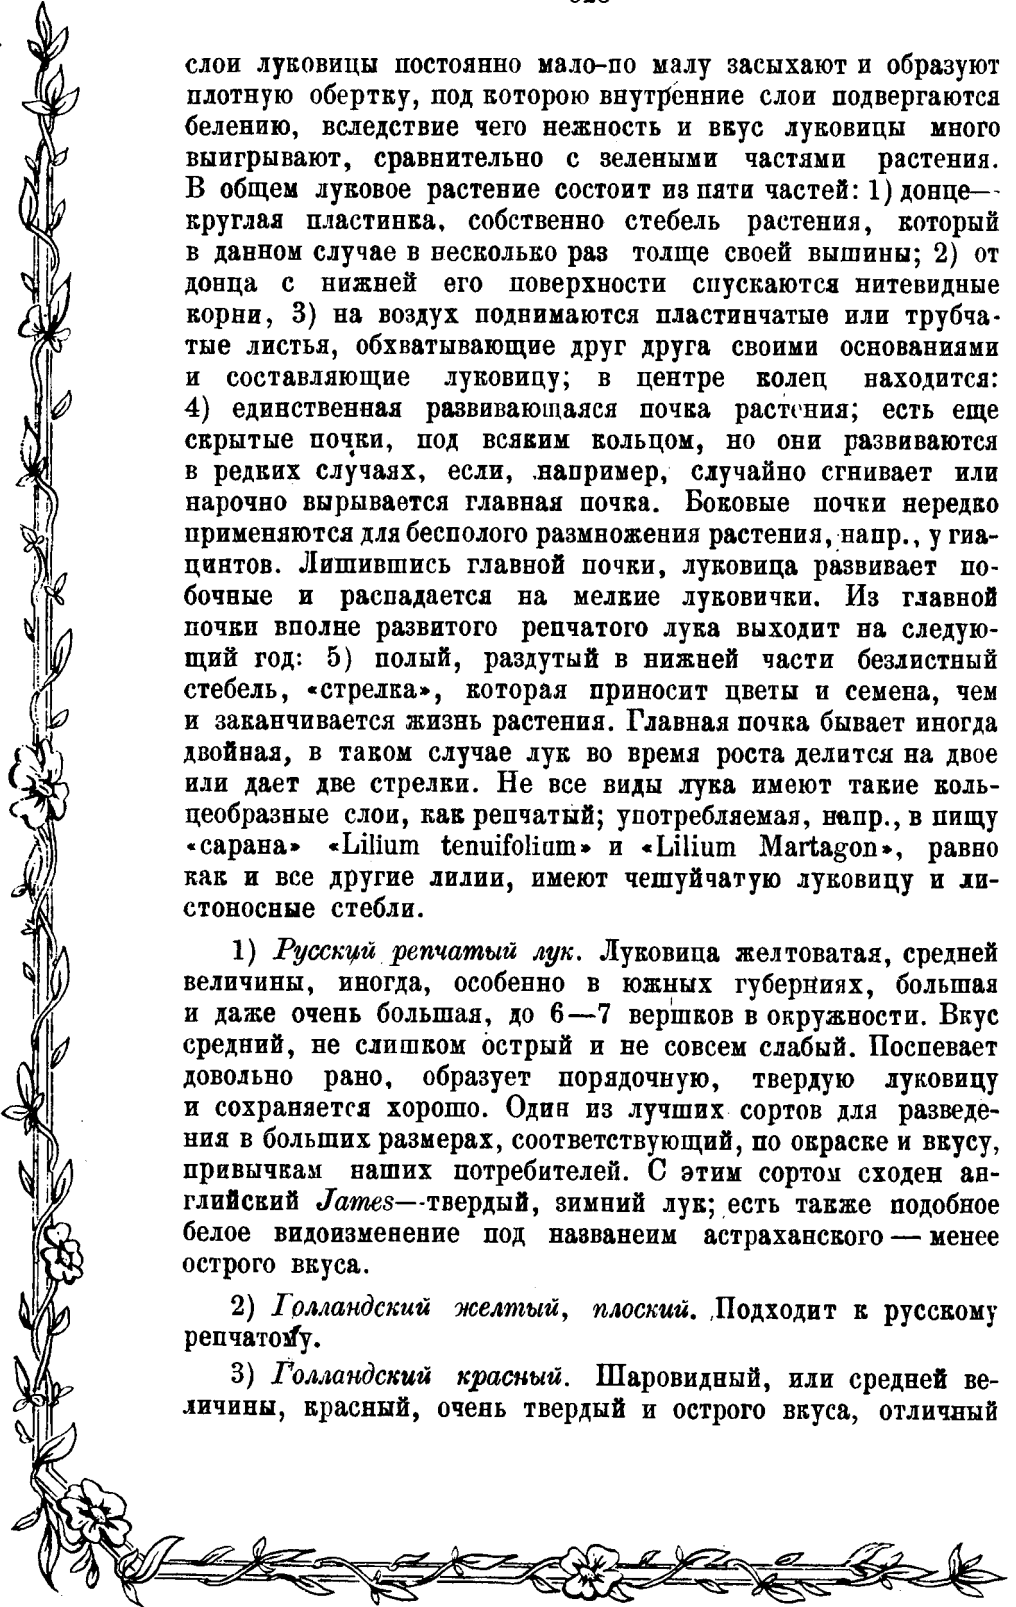 слои луковицы постоянно мало-по малу засыхают и образуют
плотную обертку, под которою внутренние слои подвергаются
белению, вследствие чего нежность и вкус луковицы много
выигрывают, сравнительно с зелеными частями растения.
В общем луковое растение состоит из пяти частей: 1) донце—
круглая пластинка, собственно стебель растения, который
в данном случае в несколько раз толще своей вышины; 2) от
донца с нижней его поверхности спускаются нитевидные
корни, 3) на воздух поднимаются пластинчатые или трубча-
тые листья, обхватывающие друг друга своими основаниями
и составляющие луковицу; в центре колец находится:
4) единственная развивающаяся почка растения; есть еще
скрытые почки, под всяким кольцом, но они развиваются
в редких случаях, если, например, случайно сгнивает или
нарочно вырывается главная почка. Боковые почки нередко
применяются для бесполого размножения растения, напр., у гиа-
цинтов. Лишившись главной почки, луковица развивает по-
бочные и распадается на мелкие луковички. Из главной
почки вполне развитого репчатого лука выходит на следую-
щий год: 5) полый, раздутый в нижней части безлистный
стебель, «стрелка», которая приносит цветы и семена, чем
и заканчивается жизнь растения. Главная почка бывает иногда
двойная, в таком случае лук во время роста делится на двое
или дает две стрелки. Не все виды лука имеют такие коль-
цеобразные слои, как репчатый; употребляемая, напр., в пищу
«сарана» «Lilium tenuifolium» и «Lilium Martagon», равно
как и все другие лилии, имеют чешуйчатую луковицу и ли-
стоносные стебли.
1) Русский репчатый лук. Луковица желтоватая, средней
величины, иногда, особенно в южных губерниях, большая
и даже очень большая, до 6—7 вершков в окружности. Вкус
средний, не слишком острый и не совсем слабый. Поспевает
довольно рано, образует порядочную, твердую луковицу
и сохраняется хорошо. Один из лучших сортов для разведе-
ния в больших размерах, соответствующий, по окраске и вкусу,
привычкам наших потребителей. С этим сортом сходен ан-
глийский James—твердый, зимний лук; есть также подобное
белое видоизменение под названеим астраханского — менее
острого вкуса.
2) Голландский желтый, плоский. Подходит к русскому
репчатому.
3) Голландский красный. Шаровидный, или средней ве-
личины, красный, очень твердый и острого вкуса, отличный